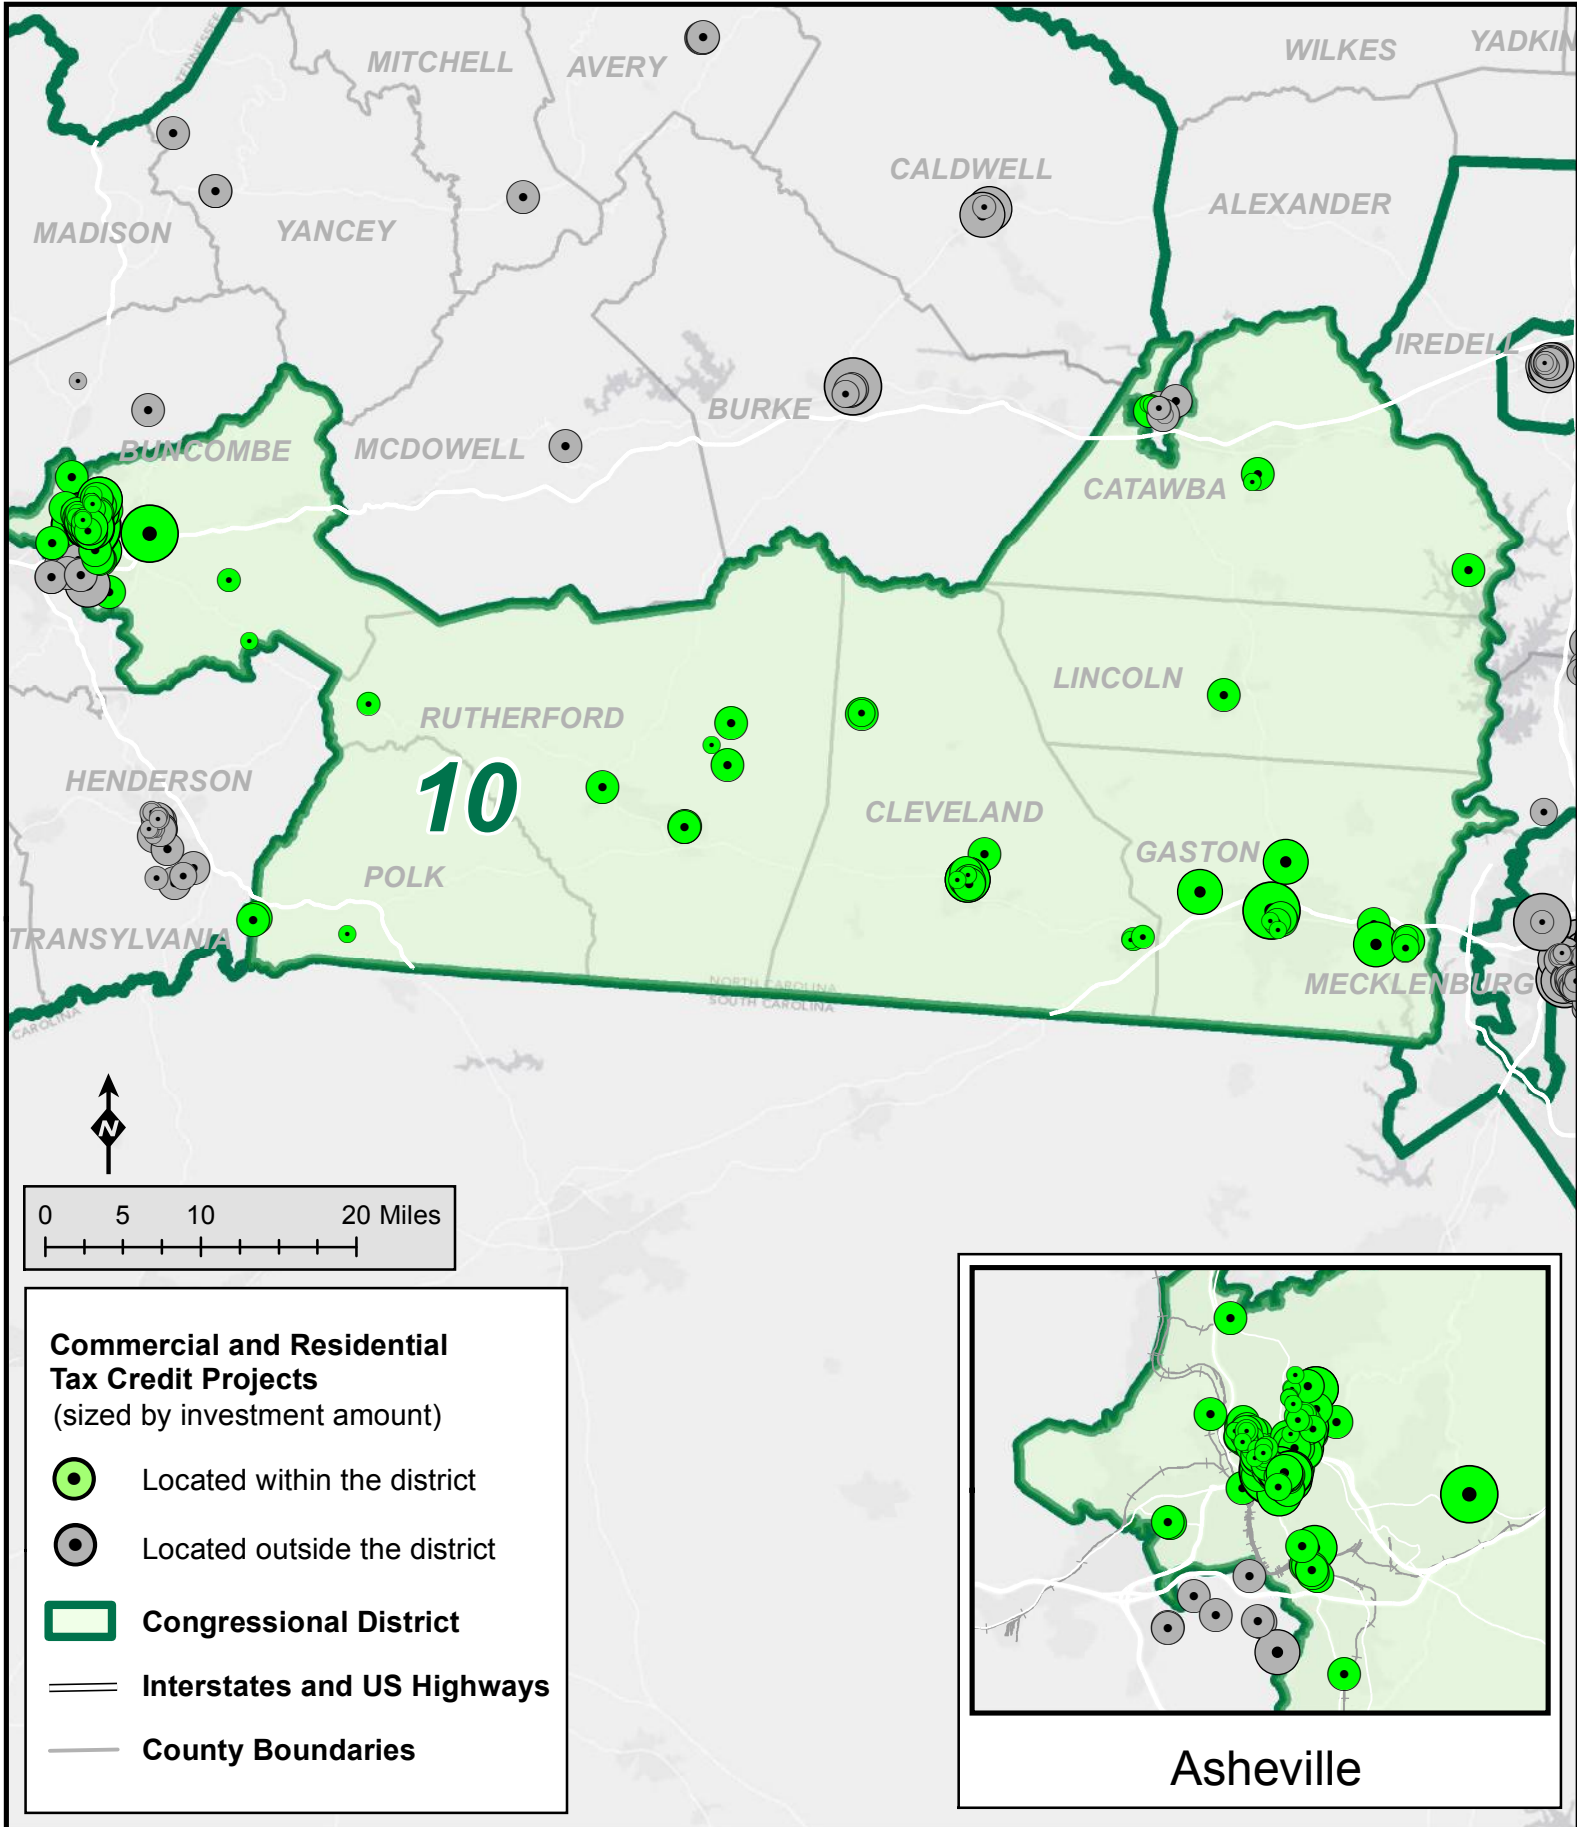 TENNESSEE
MITCHELL
AVERY
WILKES
YADKIN
CALDWELL
ALEXANDER
MADISON
YANCEY
IREDELL
BURKE
BUNCOMBE
MCDOWELL
CATAWBA
LINCOLN
RUTHERFORD
HENDERSON
10
CLEVELAND
GASTON
POLK
TRANSYLVANIA
MECKLENBURG
NORTH CAROLINA
SOUTH CAROLINA
CAROLINA
N
0 5 10 20 Miles
Commercial and Residential
Tax Credit Projects
(sized by investment amount)
Located within the district
Located outside the district
Congressional District
Interstates and US Highways
County Boundaries
Asheville